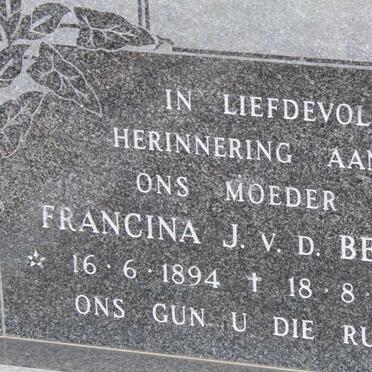 IN LIEFDEVOL
HERINNERING AAN
ONS MOEDER
FRANCINA J. V. D. BE
☆ 16 · 6 · 1894 † 18 · 8 ·
ONS GUN U DIE RU